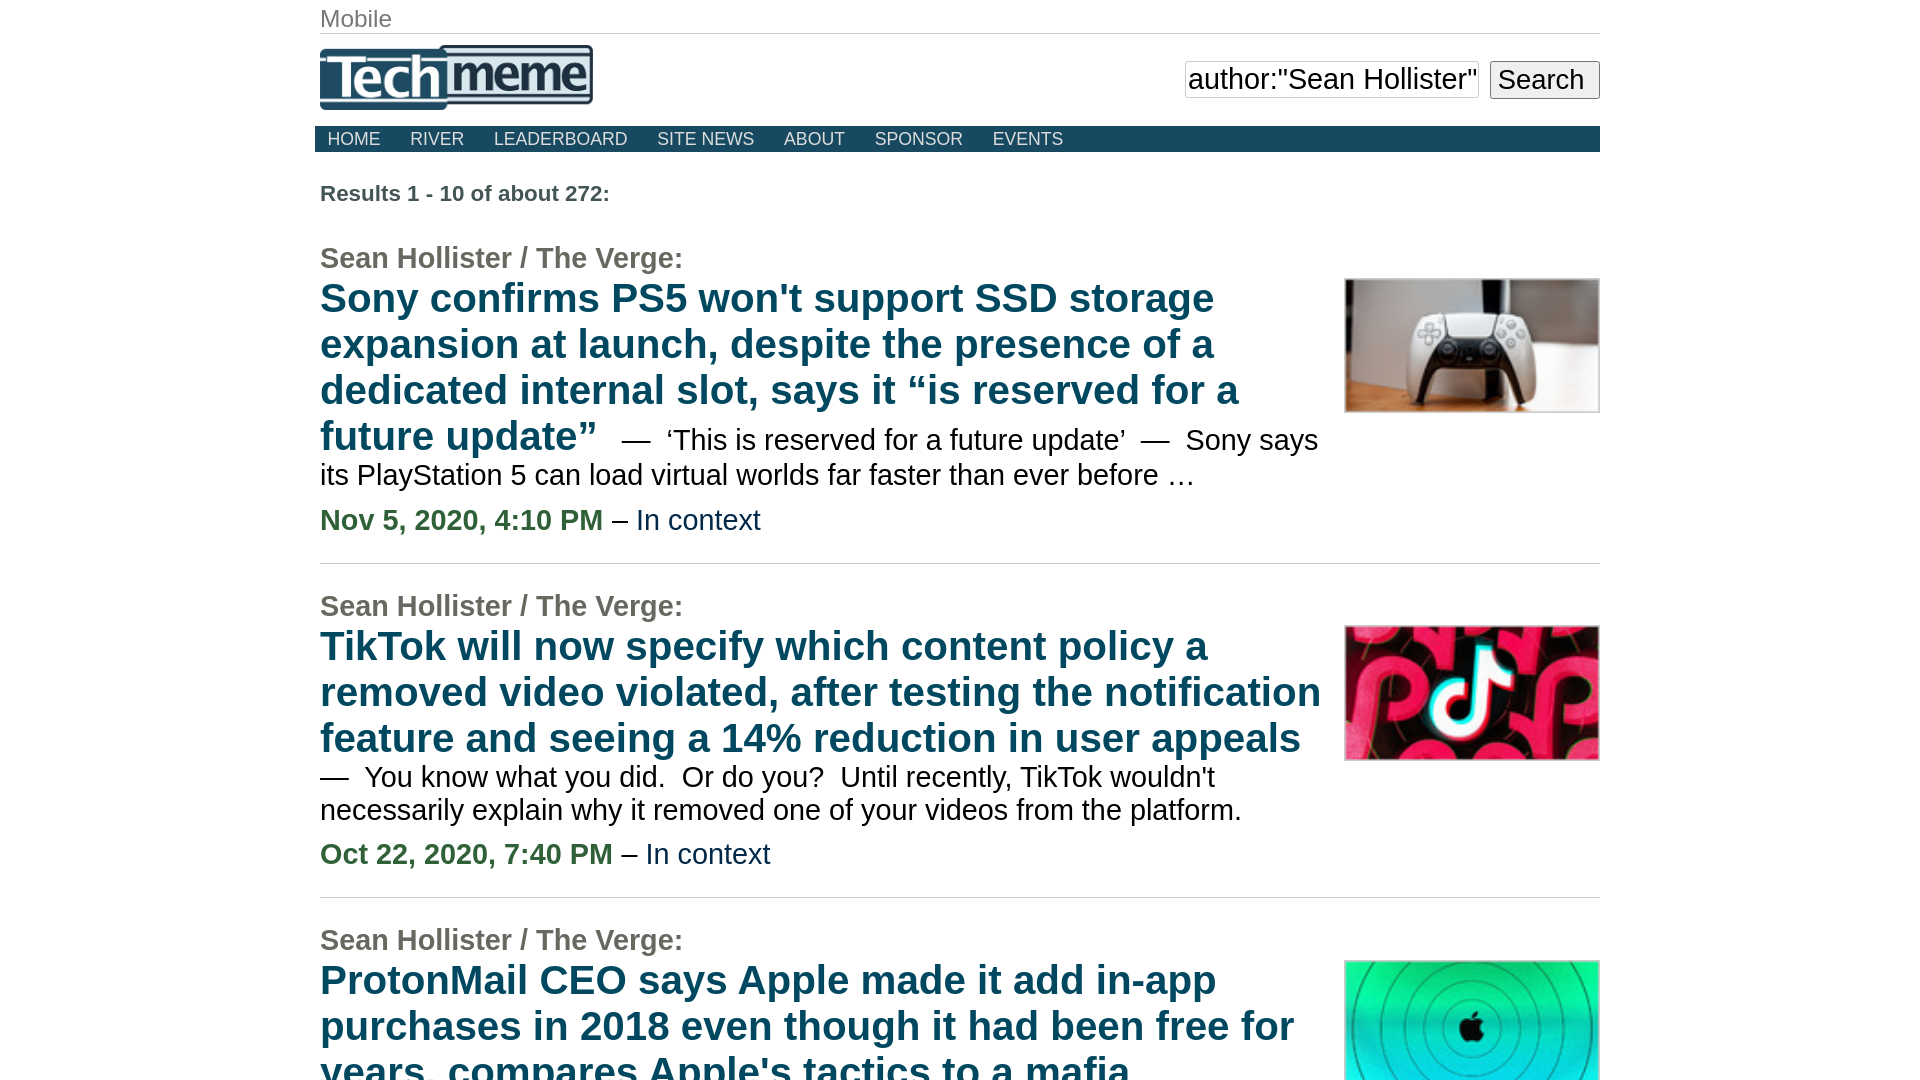 Mobile
Techmeme
author:"Sean Hollister"
Search
HOME RIVER LEADERBOARD SITE NEWS ABOUT SPONSOR EVENTS
Results 1 - 10 of about 272:
Sean Hollister / The Verge:
Sony confirms PS5 won't support SSD storage
expansion at launch, despite the presence of a
dedicated internal slot, says it “is reserved for a
future update” — ‘This is reserved for a future update’ — Sony says
its PlayStation 5 can load virtual worlds far faster than ever before …
Nov 5, 2020, 4:10 PM – In context
Sean Hollister / The Verge:
TikTok will now specify which content policy a
removed video violated, after testing the notification
feature and seeing a 14% reduction in user appeals
— You know what you did. Or do you? Until recently, TikTok wouldn't
necessarily explain why it removed one of your videos from the platform.
Oct 22, 2020, 7:40 PM – In context
Sean Hollister / The Verge:
ProtonMail CEO says Apple made it add in-app
purchases in 2018 even though it had been free for
years, compares Apple's tactics to a mafia